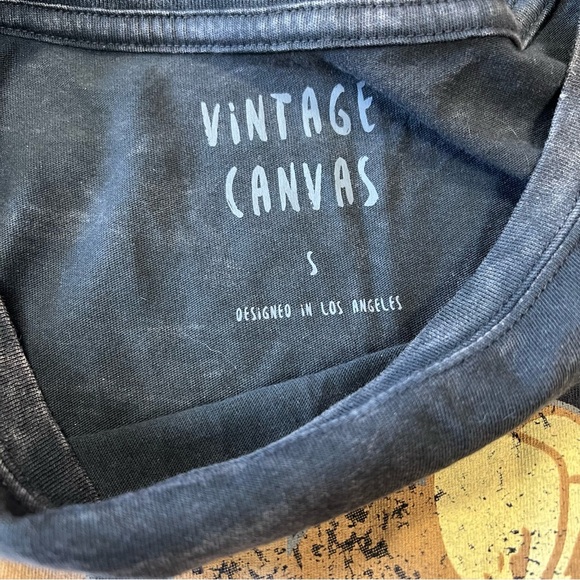 ViNTAGE
CANVAS
S
DESiGNED iN LOS ANGELES